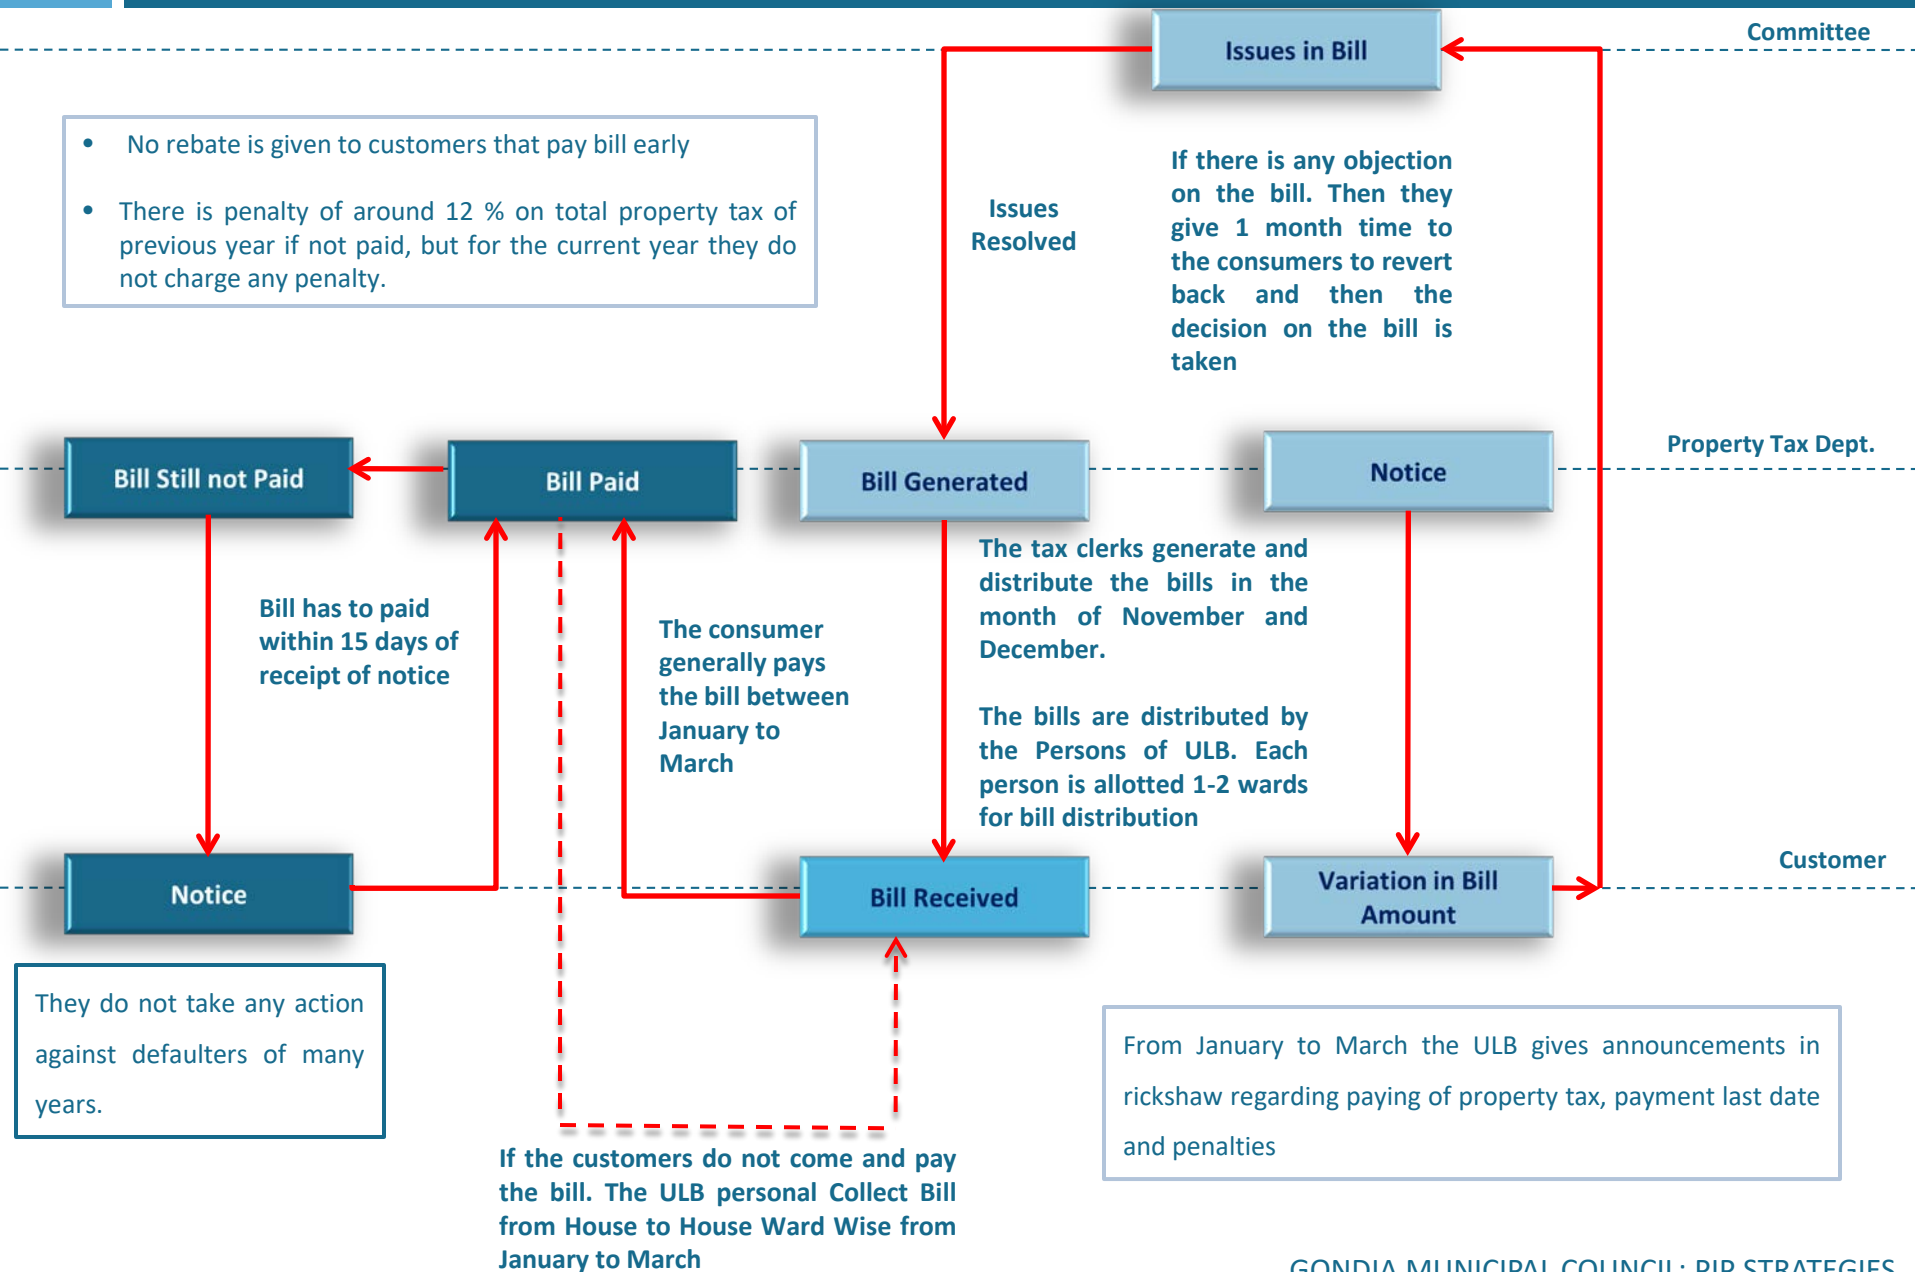 Committee
Issues in Bill
• No rebate is given to customers that pay bill early
• There is penalty of around 12 % on total property tax of
previous year if not paid, but for the current year they do
not charge any penalty.
Issues
Resolved
If there is any objection
on the bill. Then they
give 1 month time to
the consumers to revert
back and then the
decision on the bill is
taken
Property Tax Dept.
Bill Still not Paid
Bill Paid
Bill Generated
Notice
Bill has to paid
within 15 days of
receipt of notice
The consumer
generally pays
the bill between
January to
March
The tax clerks generate and
distribute the bills in the
month of November and
December.
The bills are distributed by
the Persons of ULB. Each
person is allotted 1-2 wards
for bill distribution
Customer
Notice
Bill Received
Variation in Bill
Amount
They do not take any action
against defaulters of many
years.
If the customers do not come and pay
the bill. The ULB personal Collect Bill
from House to House Ward Wise from
January to March
From January to March the ULB gives announcements in
rickshaw regarding paying of property tax, payment last date
and penalties
GONDIA MUNICIPAL COUNCIL: PIP STRATEGIES